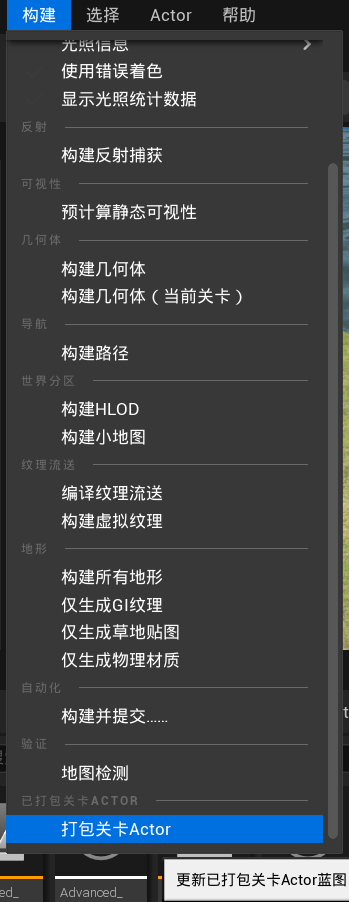 构建 选择 Actor 帮助
光照信息
使用错误着色
显示光照统计数据
反射
构建反射捕获
可视性
预计算静态可视性
几何体
构建几何体
构建几何体（当前关卡）
导航
构建路径
世界分区
构建HLOD
构建小地图
纹理流送
编译纹理流送
构建虚拟纹理
地形
构建所有地形
仅生成GI纹理
仅生成草地贴图
仅生成物理材质
自动化
构建并提交......
验证
地图检测
已打包关卡ACTOR
打包关卡Actor
更新已打包关卡Actor蓝图
ed_ Advanced_